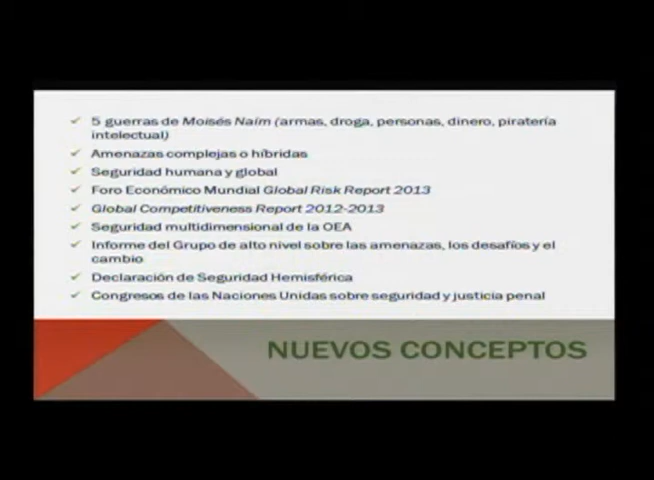 ✓ 5 guerras de Moisés Naím (armas, droga, personas, dinero, piratería
intelectual)
✓ Amenazas complejas o híbridas
✓ Seguridad humana y global
✓ Foro Económico Mundial Global Risk Report 2013
✓ Global Competitiveness Report 2012-2013
✓ Seguridad multidimensional de la OEA
✓ Informe del Grupo de alto nivel sobre las amenazas, los desafíos y el
cambio
✓ Declaración de Seguridad Hemisférica
✓ Congresos de las Naciones Unidas sobre seguridad y justicia penal
NUEVOS CONCEPTOS